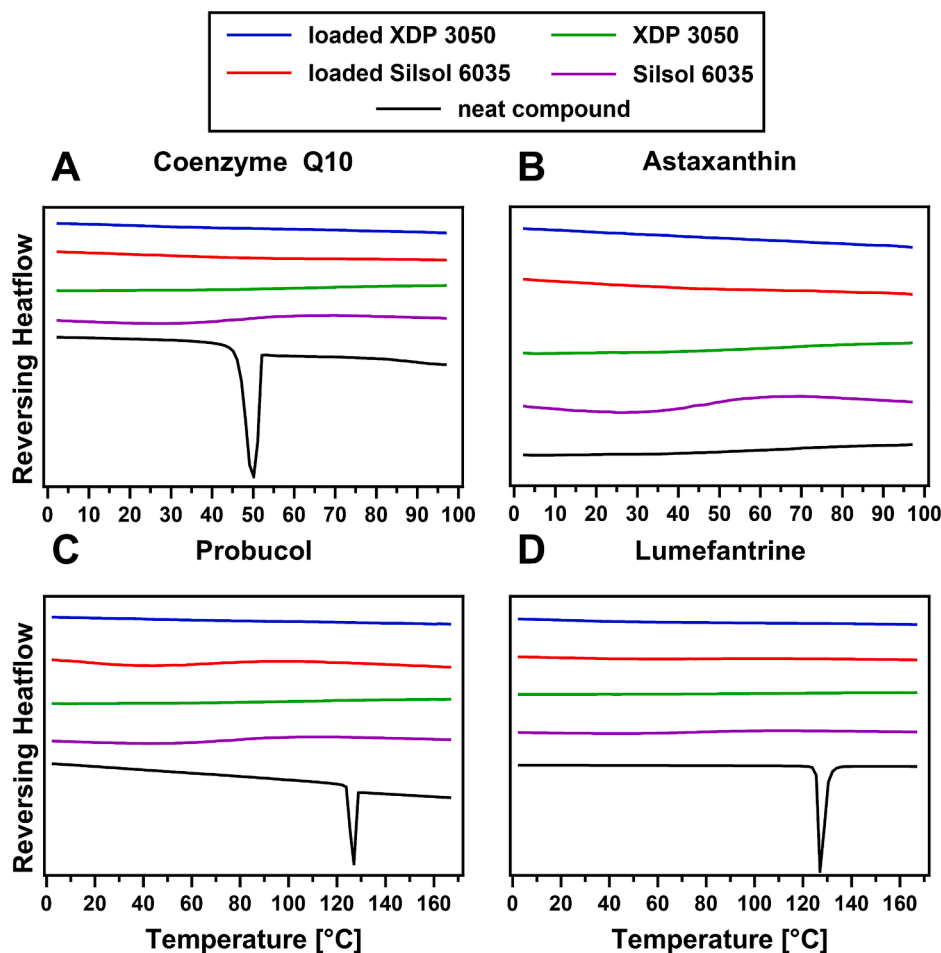 loaded XDP 3050 XDP 3050
loaded Silsol 6035 Silsol 6035
neat compound
A Coenzyme Q10 B Astaxanthin
Reversing Heatflow
0 10 20 30 40 50 60 70 80 90 100 0 10 20 30 40 50 60 70 80 90 100
C Probucol D Lumefantrine
Reversing Heatflow
0 20 40 60 80 100 120 140 160 0 20 40 60 80 100 120 140 160
Temperature [°C] Temperature [°C]